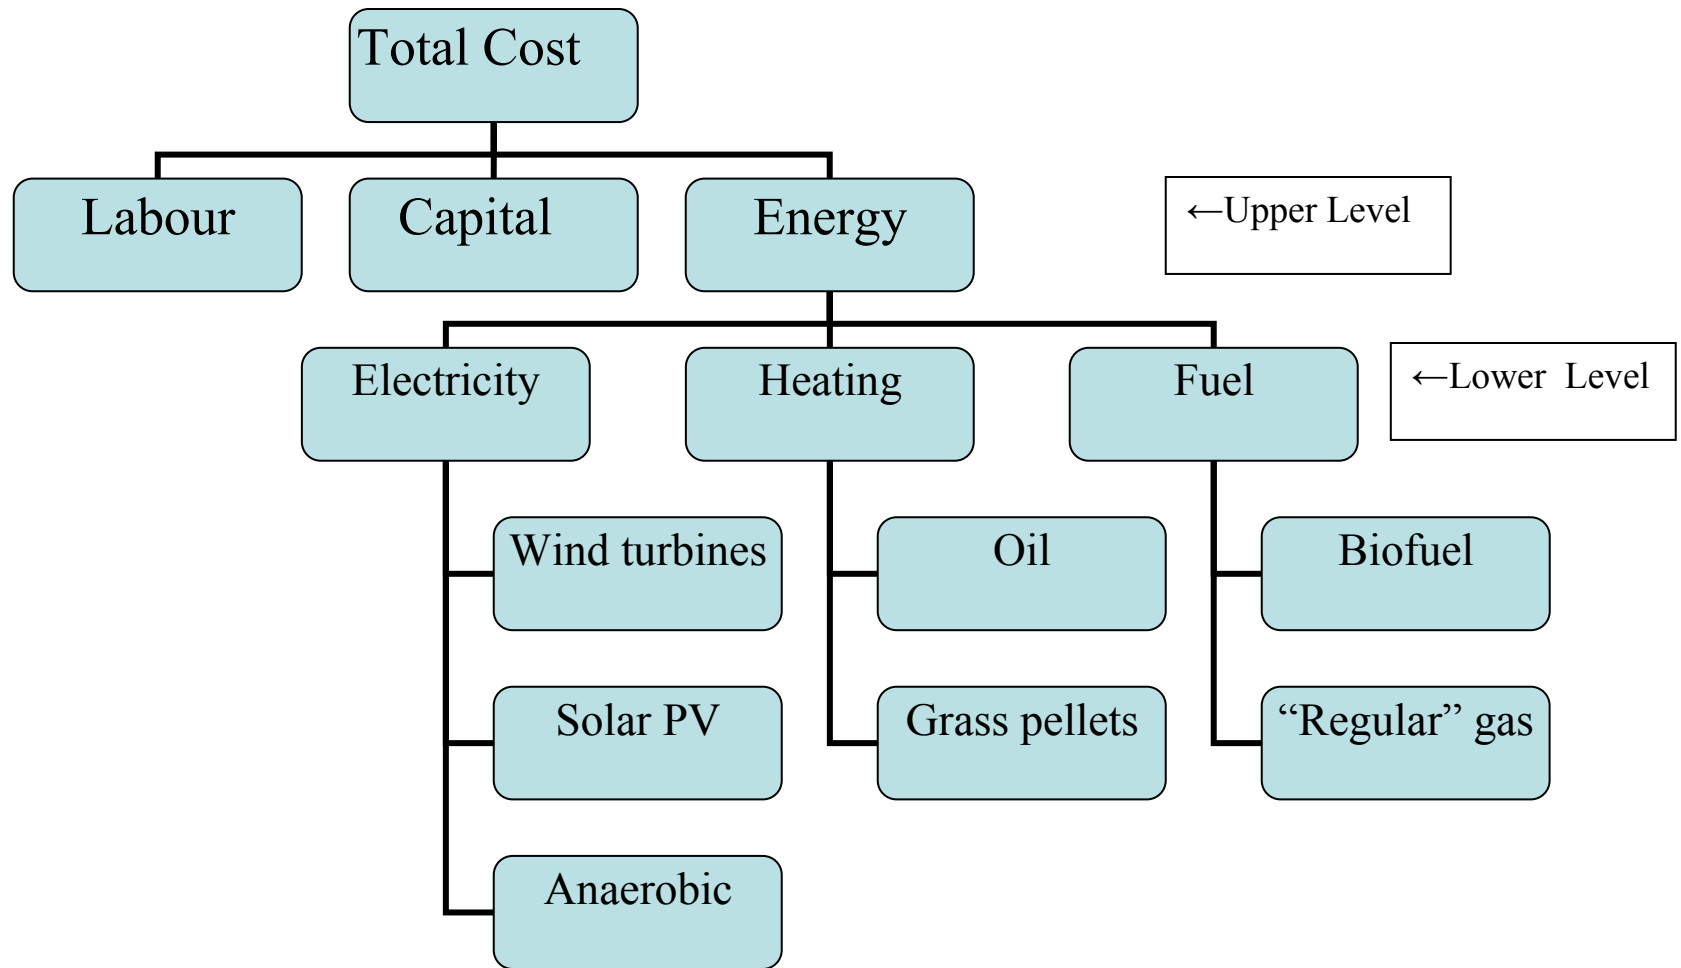 Total Cost
Labour
Capital
Energy
←Upper Level
Electricity
Heating
Fuel
←Lower Level
Wind turbines
Oil
Biofuel
Solar PV
Grass pellets
“Regular” gas
Anaerobic